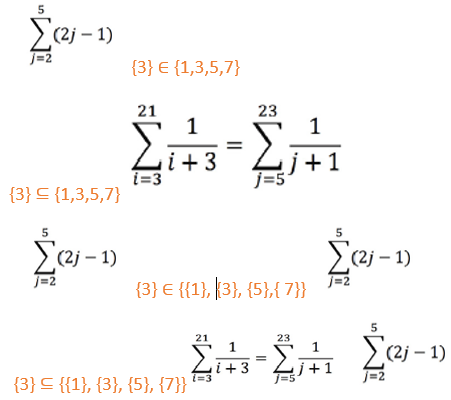 ∑_{j=2}^{5}(2j − 1)
{3} ∈ {1,3,5,7}
∑_{i=3}^{21} 1/(i + 3) = ∑_{j=5}^{23} 1/(j + 1)
{3} ⊆ {1,3,5,7}
∑_{j=2}^{5}(2j − 1)
{3} ∈ {{1}, {3}, {5},{ 7}}
∑_{j=2}^{5}(2j − 1)
{3} ⊆ {{1}, {3}, {5}, {7}}
∑_{i=3}^{21} 1/(i + 3) = ∑_{j=5}^{23} 1/(j + 1)
∑_{j=2}^{5}(2j − 1)